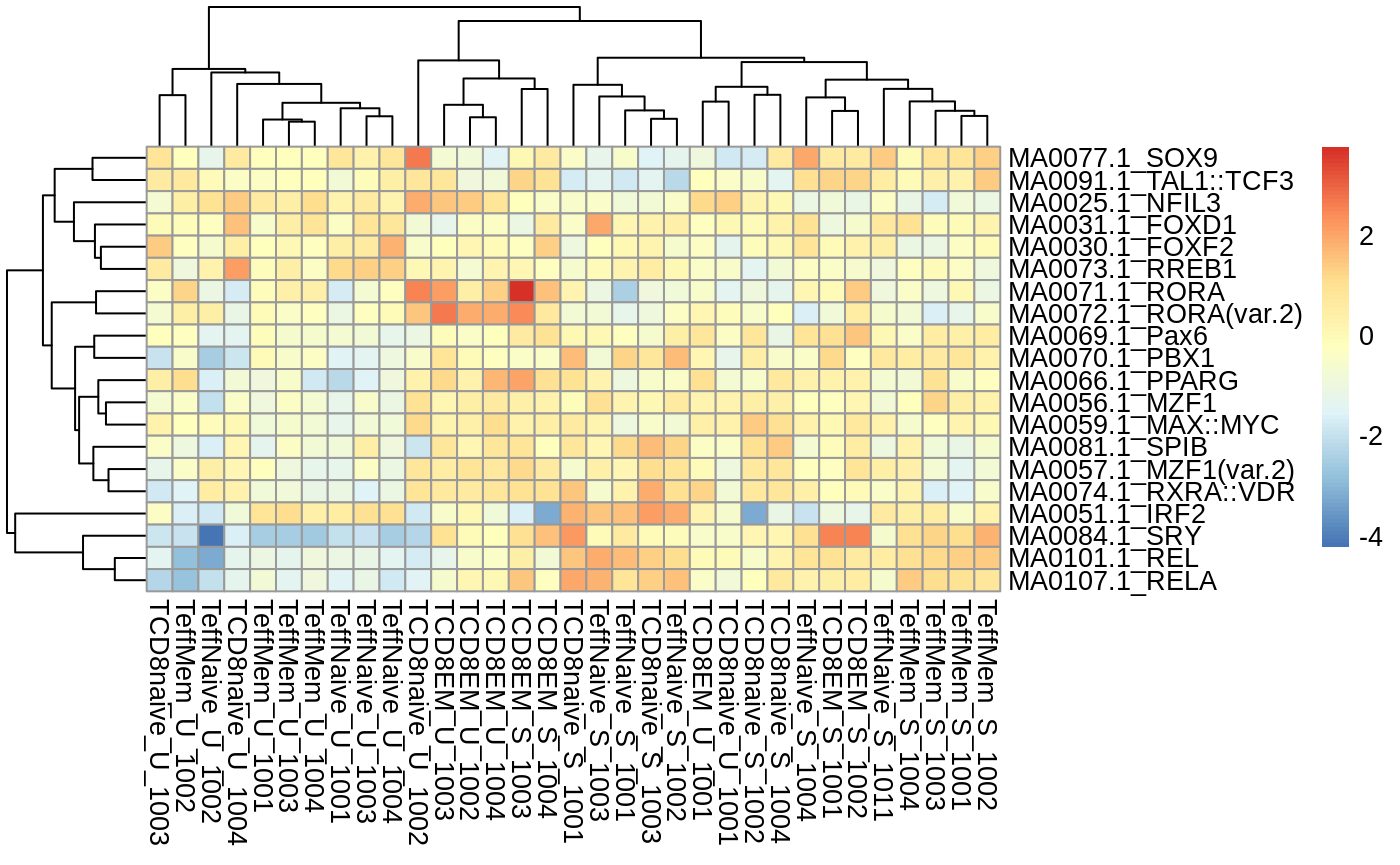 MA0077.1_SOX9
MA0091.1_TAL1::TCF3
MA0025.1_NFIL3
MA0031.1_FOXD1
MA0030.1_FOXF2
MA0073.1_RREB1
MA0071.1_RORA
MA0072.1_RORA(var.2)
MA0069.1_Pax6
MA0070.1_PBX1
MA0066.1_PPARG
MA0056.1_MZF1
MA0059.1_MAX::MYC
MA0081.1_SPIB
MA0057.1_MZF1(var.2)
MA0074.1_RXRA::VDR
MA0051.1_IRF2
MA0084.1_SRY
MA0101.1_REL
MA0107.1_RELA
2
0
-2
-4
TCD8naive_U_1003
TeffMem_U_1002
TeffNaive_U_1002
TCD8naive_U_1004
TeffMem_U_1001
TeffMem_U_1003
TeffMem_U_1004
TeffNaive_U_1001
TeffNaive_U_1003
TeffNaive_U_1004
TCD8naive_U_1002
TCD8EM_U_1003
TCD8EM_U_1002
TCD8EM_U_1004
TCD8EM_S_1003
TCD8EM_S_1004
TCD8naive_S_1001
TeffNaive_S_1003
TeffNaive_S_1001
TCD8naive_S_1003
TeffNaive_S_1002
TCD8EM_U_1001
TCD8naive_U_1001
TCD8naive_S_1002
TCD8naive_S_1004
TeffNaive_S_1004
TCD8EM_S_1001
TCD8EM_S_1002
TeffNaive_S_1011
TeffMem_S_1004
TeffMem_S_1003
TeffMem_S_1001
TeffMem_S_1002